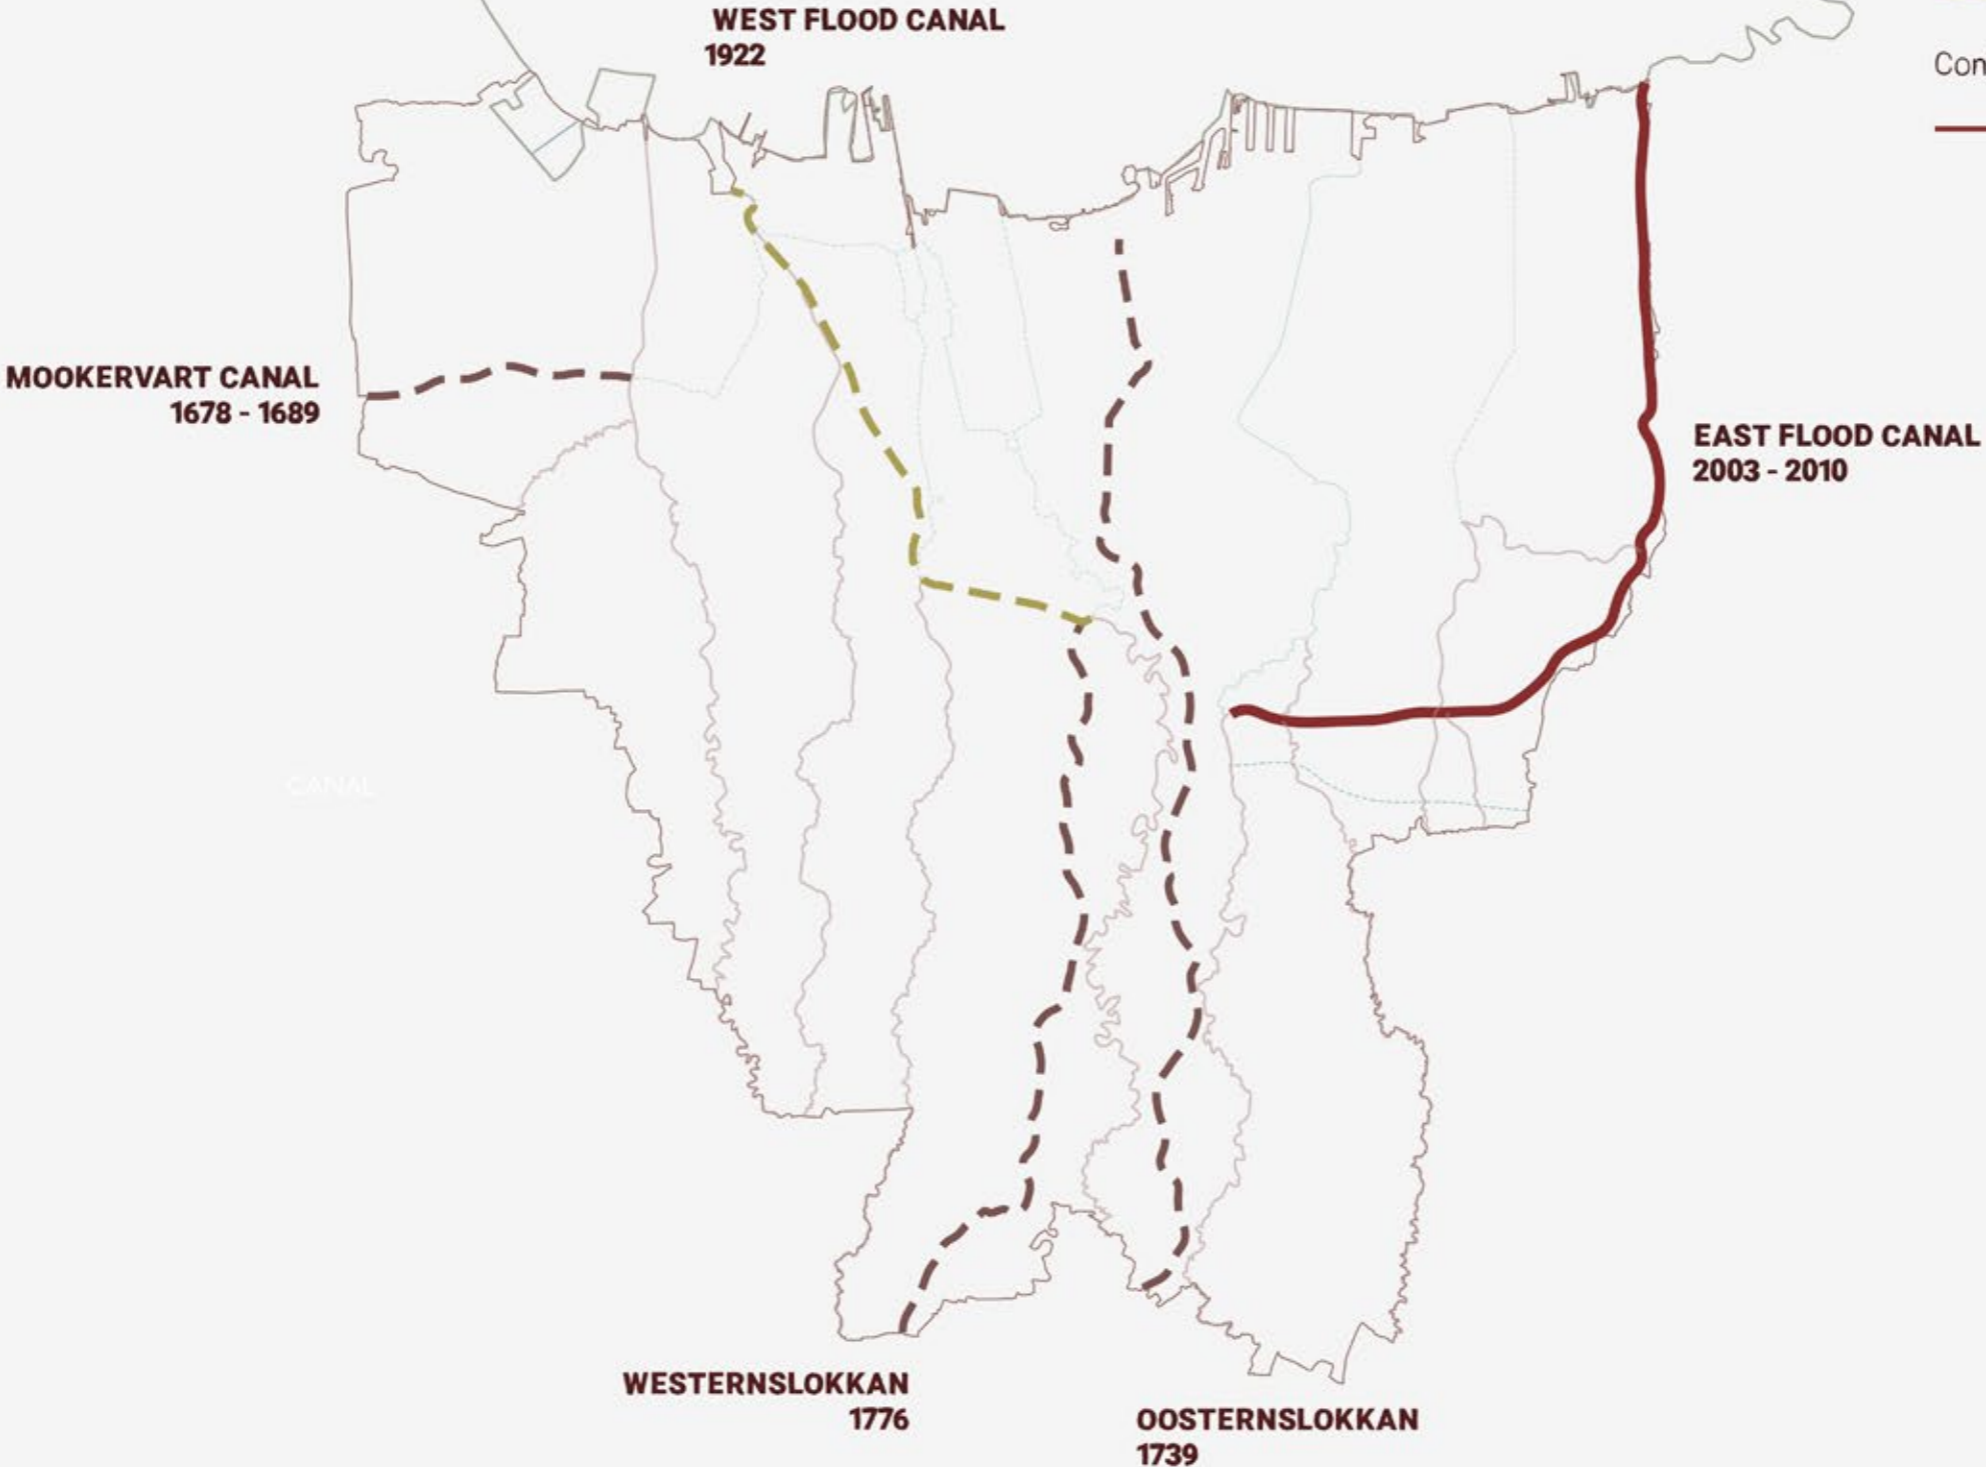 WEST FLOOD CANAL
1922
Con
MOOKERVART CANAL
1678 - 1689
EAST FLOOD CANAL
2003 - 2010
CANAL
WESTERNSLOKKAN
1776
OOSTERNSLOKKAN
1739